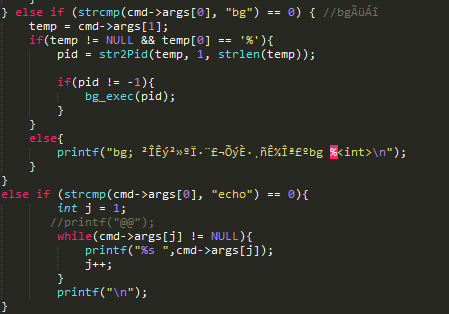 } else if (strcmp(cmd->args[0], "bg") == 0) { //bgÃüÁî
temp = cmd->args[1];
if(temp != NULL && temp[0] == '%'){
pid = str2Pid(temp, 1, strlen(temp));
if(pid != -1){
bg_exec(pid);
}
}
else{
printf("bg; ²ÎÊý²»ºÏ·¨£¬ÕýÈ·¸ñÊ½Îª£ºbg %<int>\n");
}
}
else if (strcmp(cmd->args[0], "echo") == 0){
int j = 1;
//printf("@@");
while(cmd->args[j] != NULL){
printf("%s ",cmd->args[j]);
j++;
}
printf("\n");
}